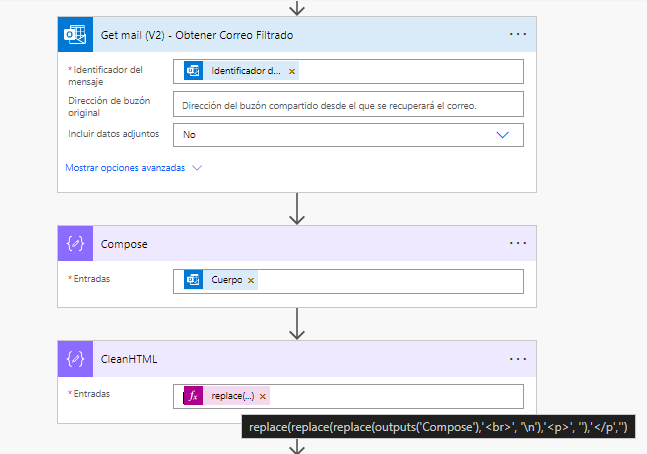 Get mail (V2) - Obtener Correo Filtrado
*Identificador del
mensaje
Identificador d...
Dirección de buzón
original
Dirección del buzón compartido desde el que se recuperará el correo.
Incluir datos adjuntos
No
Mostrar opciones avanzadas
Compose
*Entradas
Cuerpo
CleanHTML
*Entradas
fx replace(...)
replace(replace(replace(outputs('Compose'),'<br>', '\n'),'<p>', ''),'</p','')